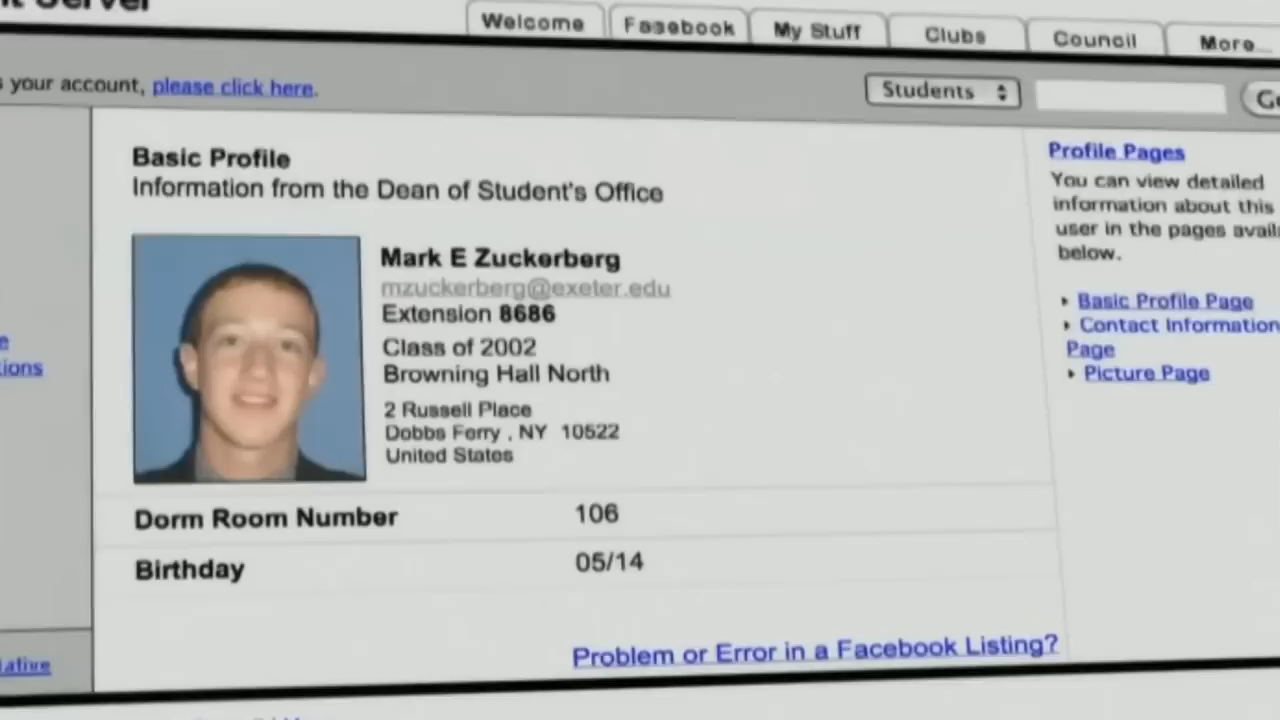 Welcome
Facebook
My Stuff
Clubs
Council
More...
your account, please click here.
Students
Basic Profile
Information from the Dean of Student's Office
Mark E Zuckerberg
mzuckerberg@exeter.edu
Extension 8686
Class of 2002
Browning Hall North
2 Russell Place
Dobbs Ferry , NY 10522
United States
Dorm Room Number 106
Birthday 05/14
Problem or Error in a Facebook Listing?
Profile Pages
You can view detailed
information about this
user in the pages
below.
Basic Profile Page
Contact Information
Page
Picture Page